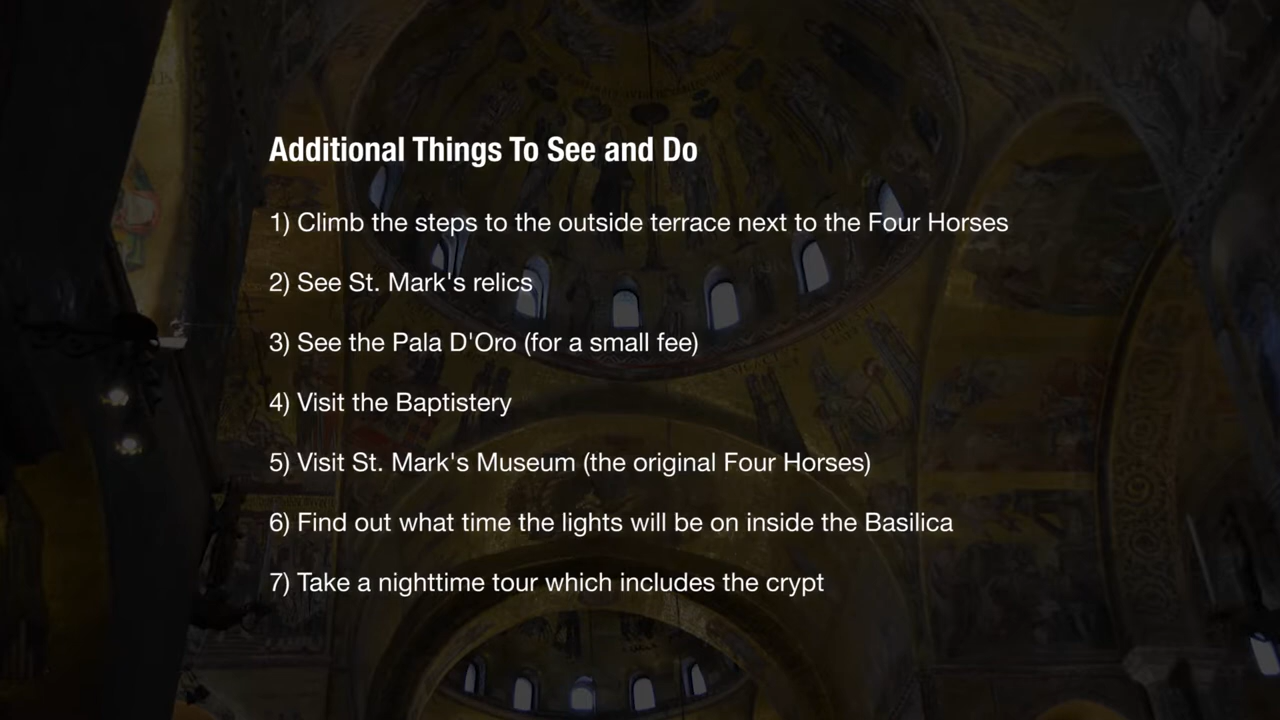 Additional Things To See and Do
1) Climb the steps to the outside terrace next to the Four Horses
2) See St. Mark's relics
3) See the Pala D'Oro (for a small fee)
4) Visit the Baptistery
5) Visit St. Mark's Museum (the original Four Horses)
6) Find out what time the lights will be on inside the Basilica
7) Take a nighttime tour which includes the crypt